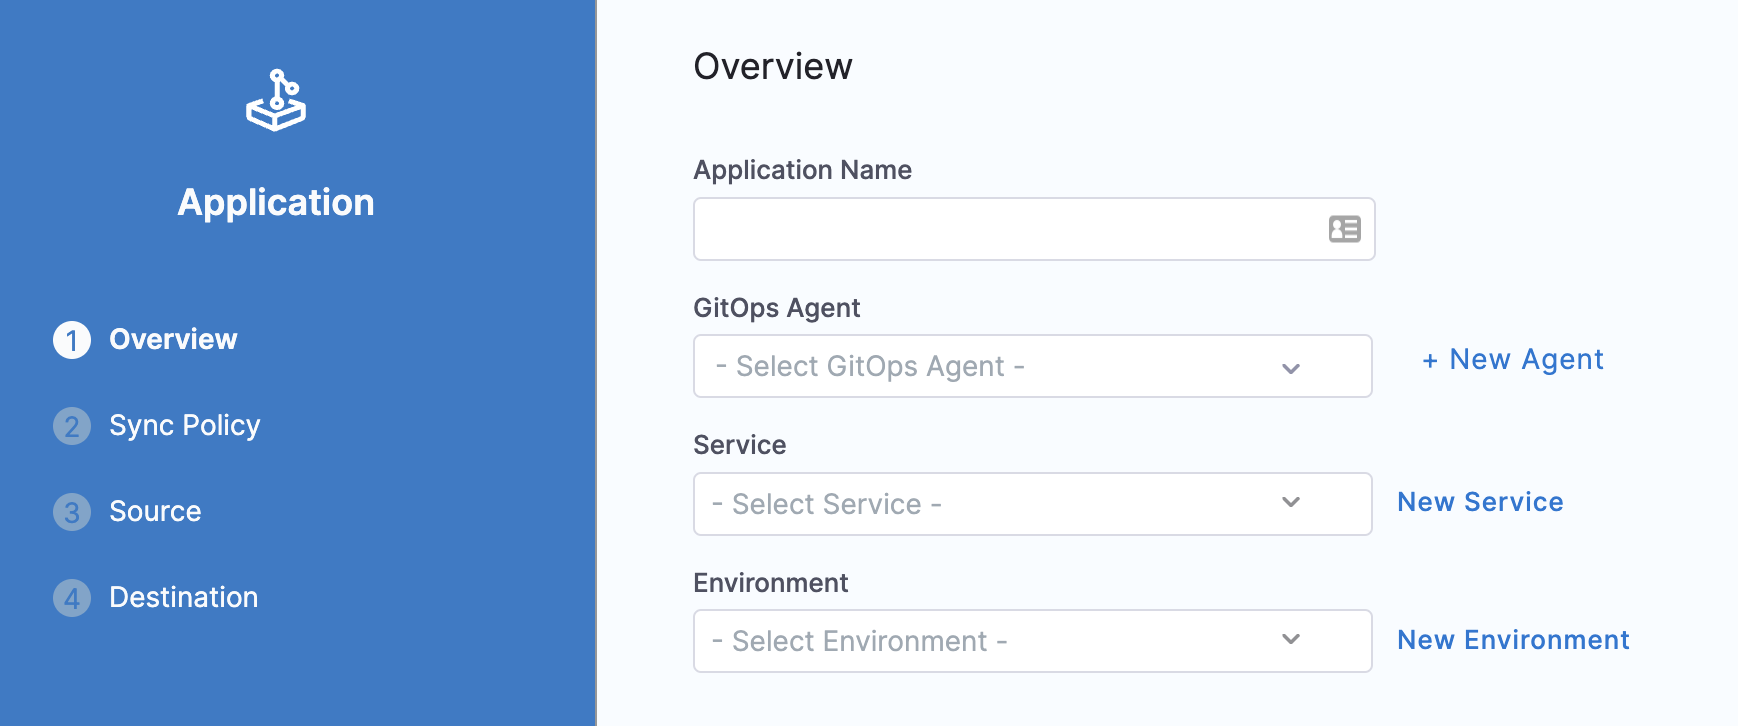 Application
1 Overview
2 Sync Policy
3 Source
4 Destination
Overview
Application Name
GitOps Agent
- Select GitOps Agent -
+ New Agent
Service
- Select Service -
New Service
Environment
- Select Environment -
New Environment